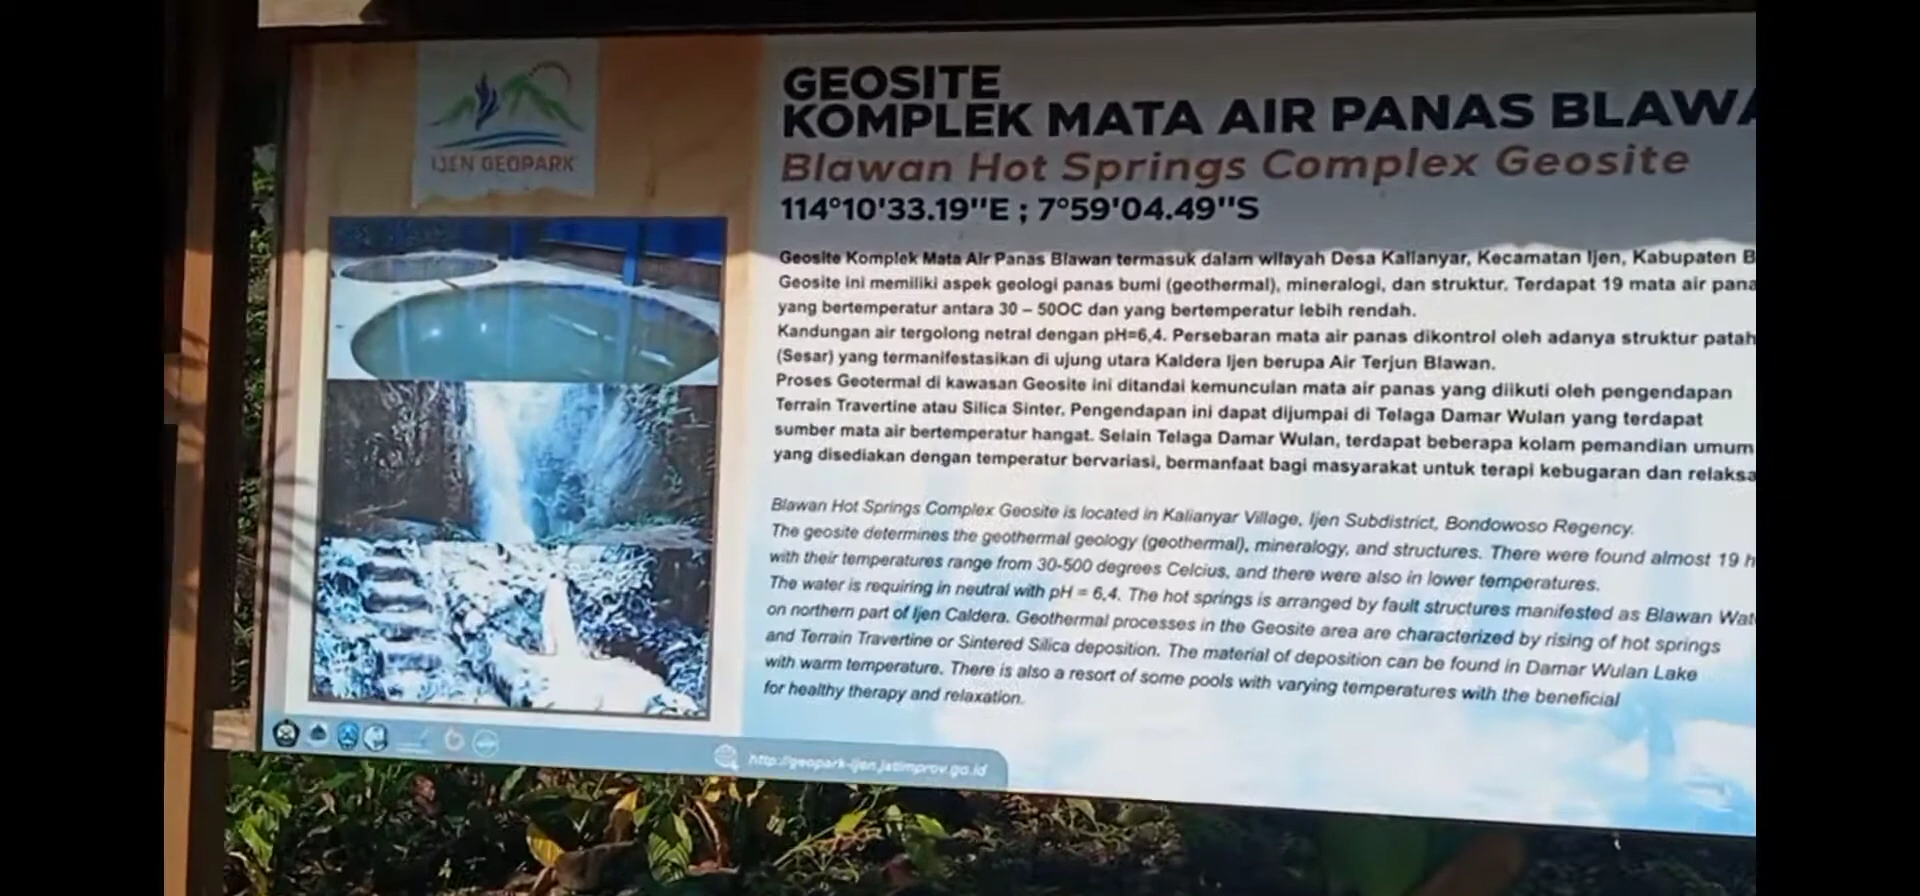 IJEN GEOPARK
GEOSITE
KOMPLEK MATA AIR PANAS
Blawan Hot Springs Complex Geosite
114°10'33.19"E ; 7°59'04.49"S
Geosite Komplek Mata Air Panas Blawan termasuk dalam wilayah Desa Kalianyar, Kecamatan Ijen, Kabupaten
Geosite ini memiliki aspek geologi panas bumi (geothermal), mineralogi, dan struktur. Terdapat 19 mata air
yang bertemperatur antara 30 – 50OC dan yang bertemperatur lebih rendah.
Kandungan air tergolong netral dengan pH=6,4. Persebaran mata air panas dikontrol oleh adanya struktur
(Sesar) yang termanifestasikan di ujung utara Kaldera Ijen berupa Air Terjun Blawan.
Proses Geotermal di kawasan Geosite ini ditandai kemunculan mata air panas yang diikuti oleh pengendapan
Terrain Travertine atau Silica Sinter. Pengendapan ini dapat dijumpai di Telaga Damar Wulan yang terdapat
sumber mata air bertemperatur hangat. Selain Telaga Damar Wulan, terdapat beberapa kolam pemandian umum
yang disediakan dengan temperatur bervariasi, bermanfaat bagi masyarakat untuk terapi kebugaran dan
Blawan Hot Springs Complex Geosite is located in Kalianyar Village, Ijen Subdistrict, Bondowoso Regency.
The geosite determines the geothermal geology (geothermal), mineralogy, and structures. There were found almost 19
with their temperatures range from 30-500 degrees Celcius, and there were also in lower temperatures.
The water is requiring in neutral with pH = 6,4. The hot springs is arranged by fault structures manifested as Blawan
on northern part of Ijen Caldera. Geothermal processes in the Geosite area are characterized by rising of hot springs
and Terrain Travertine or Sintered Silica deposition. The material of deposition can be found in Damar Wulan Lake
with warm temperature. There is also a resort of some pools with varying temperatures with the beneficial
for healthy therapy and relaxation.
http://geopark-ijen.jatimprov.go.id